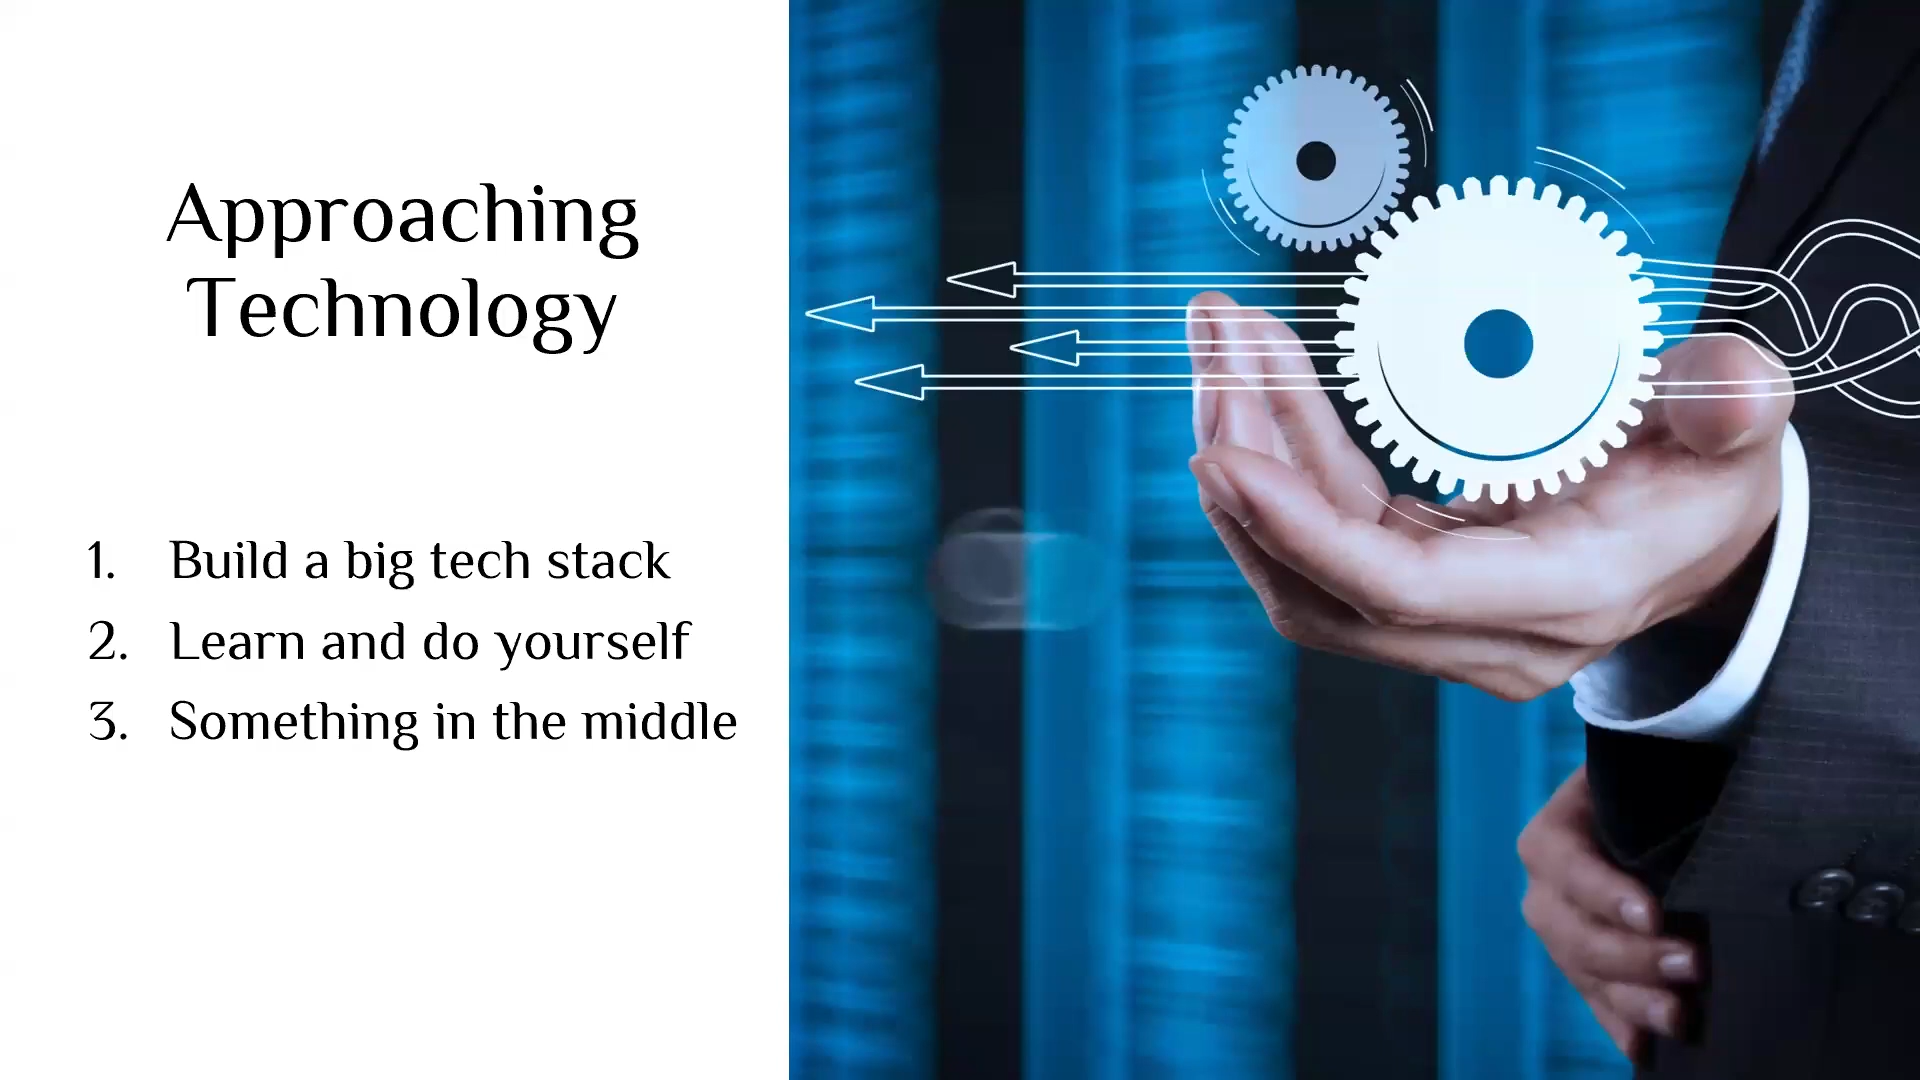 Approaching
Technology
1. Build a big tech stack
2. Learn and do yourself
3. Something in the middle